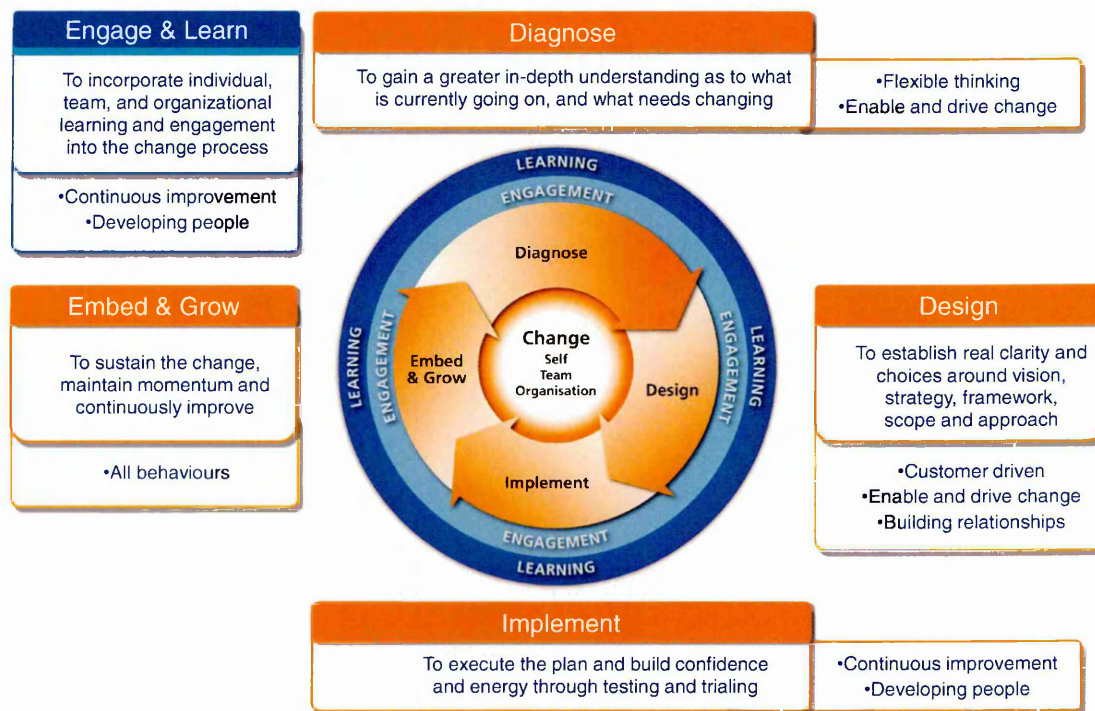 Engage & Learn
To incorporate individual,
team, and organizational
learning and engagement
into the change process
•Continuous improvement
•Developing people
Diagnose
To gain a greater in-depth understanding as to what
is currently going on, and what needs changing
•Flexible thinking
•Enable and drive change
LEARNING
ENGAGEMENT
Diagnose
LEARNING
ENGAGEMENT
Embed
& Grow
Change
Self
Team
Organisation
Design
ENGAGEMENT
LEARNING
Implement
ENGAGEMENT
LEARNING
Embed & Grow
To sustain the change,
maintain momentum and
continuously improve
•All behaviours
Design
To establish real clarity and
choices around vision,
strategy, framework,
scope and approach
•Customer driven
•Enable and drive change
•Building relationships
Implement
To execute the plan and build confidence
and energy through testing and trialing
•Continuous improvement
•Developing people